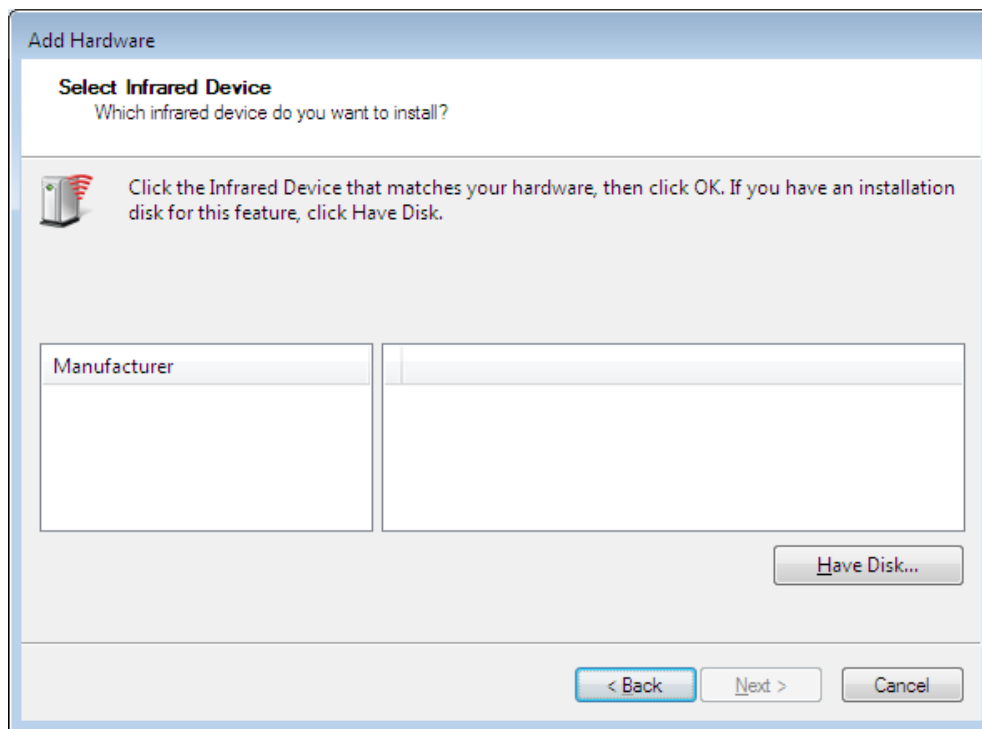 Add Hardware
Select Infrared Device
Which infrared device do you want to install?
Click the Infrared Device that matches your hardware, then click OK. If you have an installation
disk for this feature, click Have Disk.
Manufacturer
Have Disk...
< Back Next > Cancel